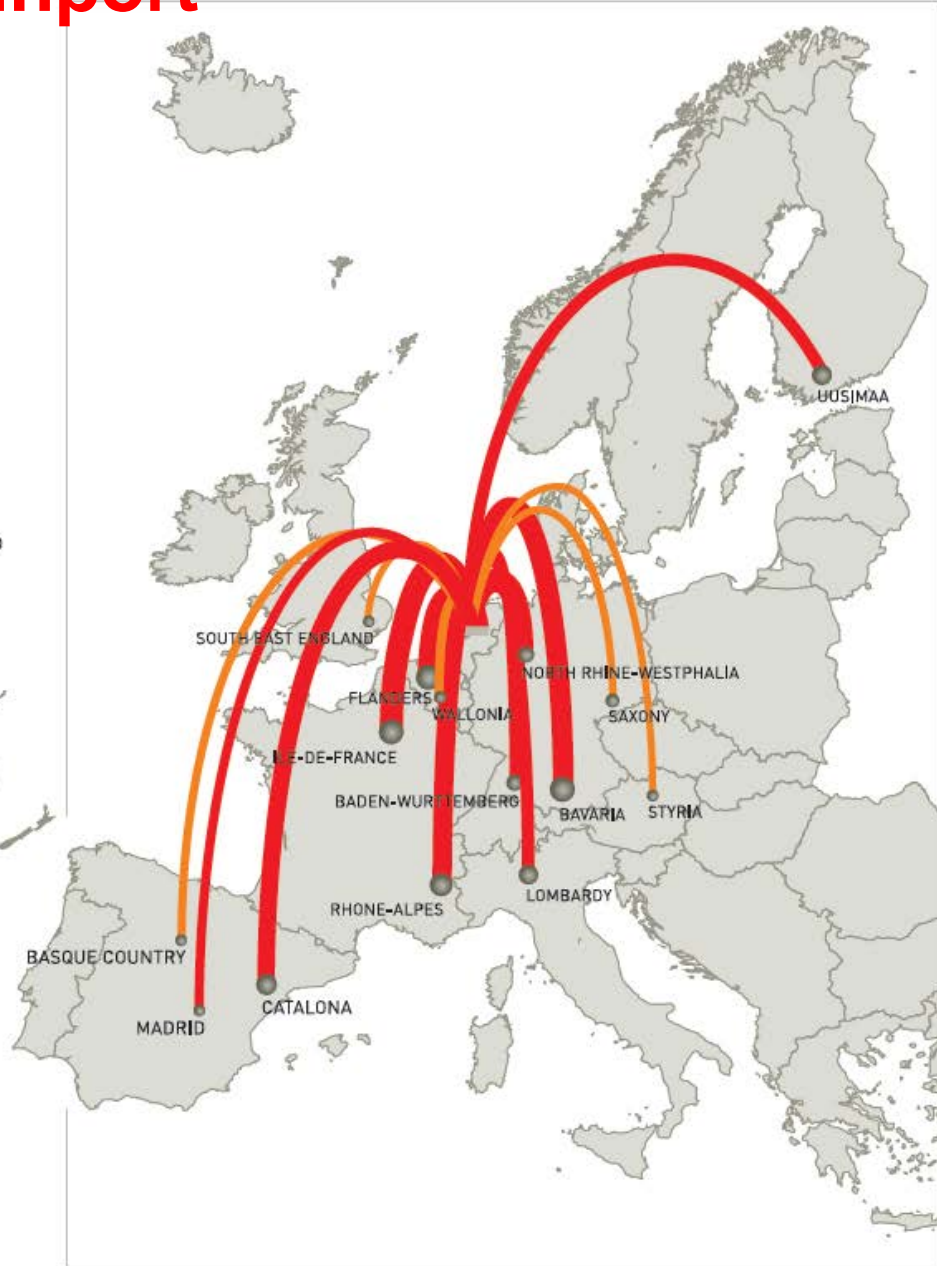 UUSIMAA
SOUTH EAST ENGLAND
NORTH RHINE-WESTPHALIA
FLANDERS
WALLONIA
SAXONY
ILE-DE-FRANCE
BADEN-WURTTEMBERG
BAVARIA
STYRIA
LOMBARDY
RHONE-ALPES
BASQUE COUNTRY
CATALONA
MADRID